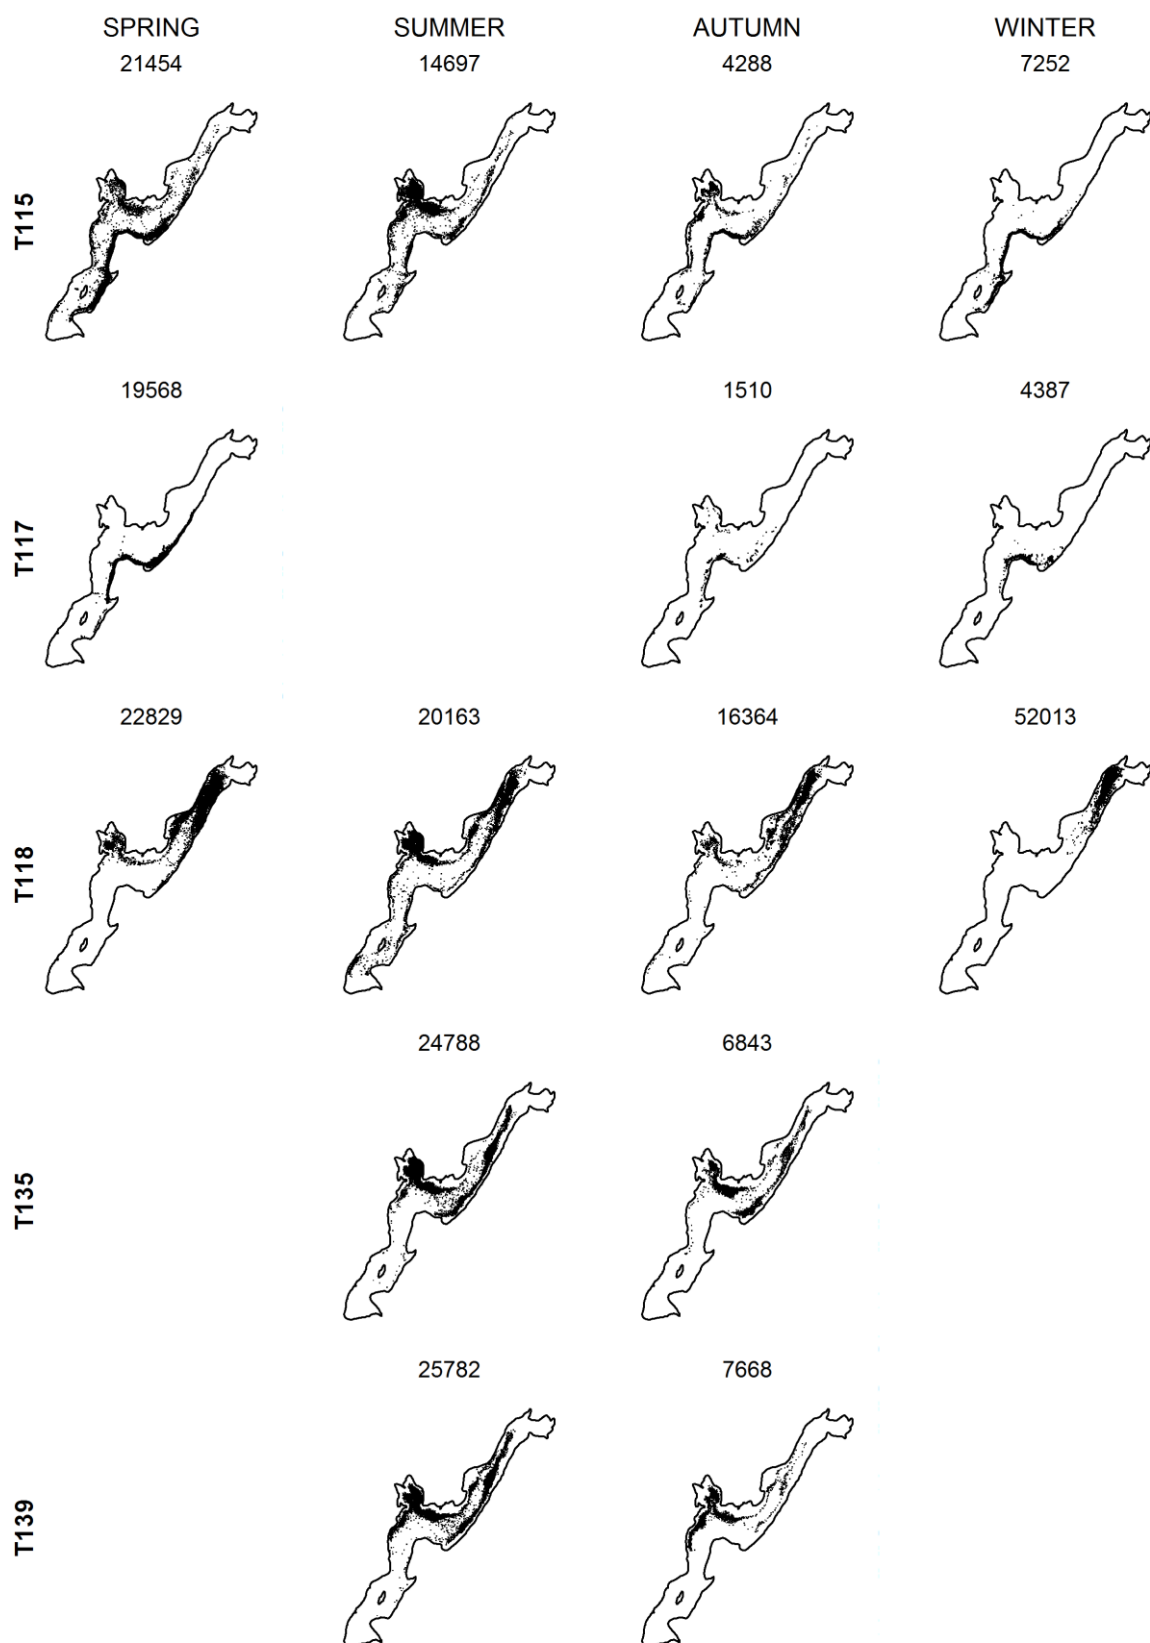 SPRING SUMMER AUTUMN WINTER
21454 14697 4288 7252
T115
19568 1510 4387
T117
22829 20163 16364 52013
T118
24788 6843
T135
25782 7668
T139